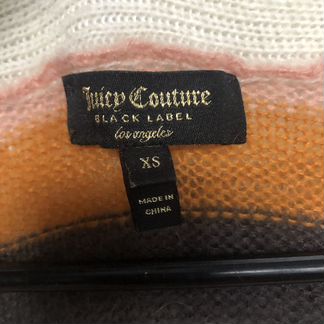 Juicy Couture
BLACK LABEL
los angeles
XS
MADE IN
CHINA